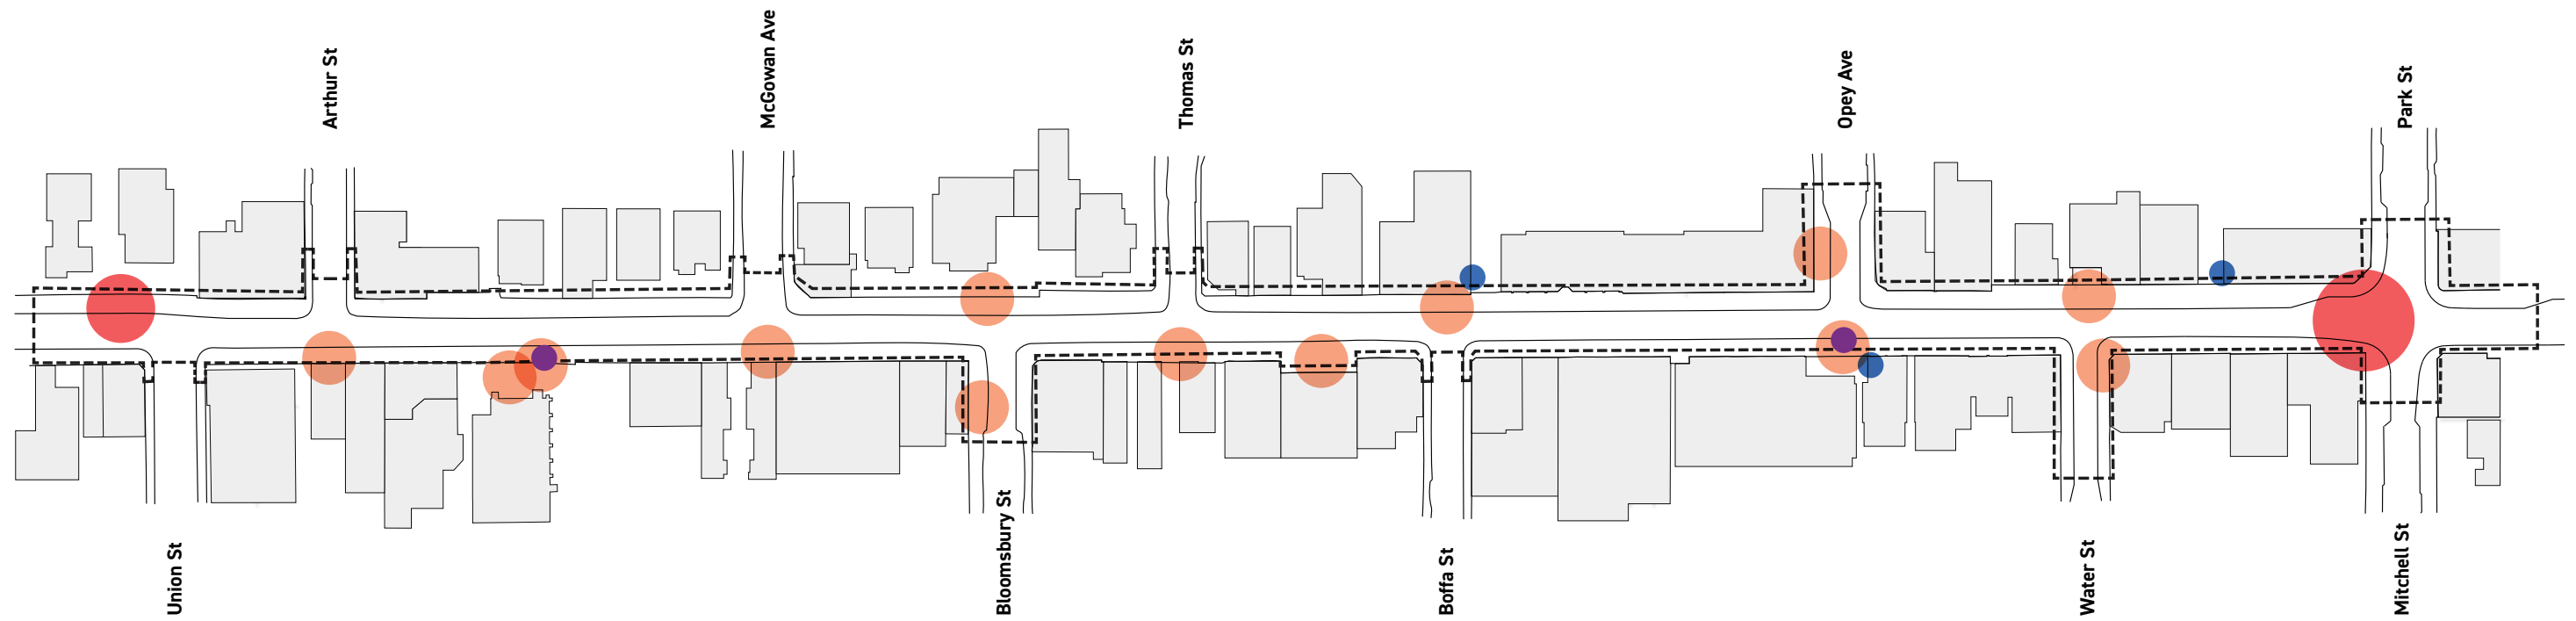 Arthur St
McGowan Ave
Thomas St
Opey Ave
Park St
Union St
Bloomsbury St
Boffa St
Water St
Mitchell St